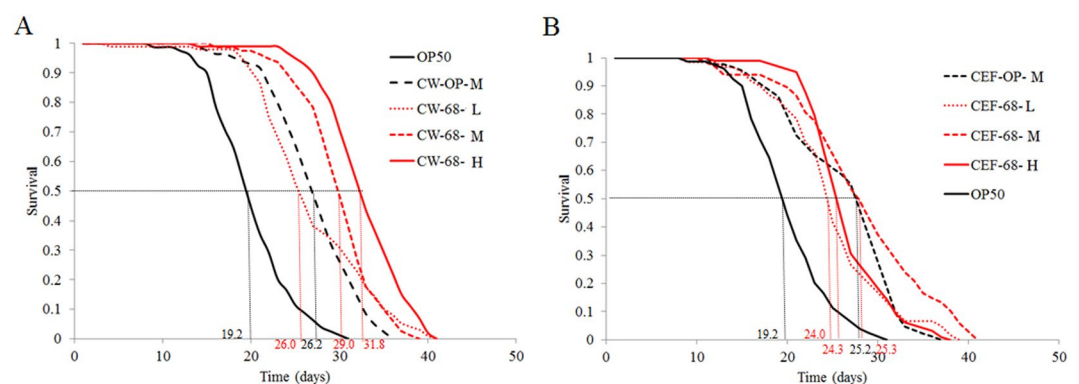 A
1
0.9
0.8
0.7
0.6
0.5
0.4
0.3
0.2
0.1
0
Survival
OP50
CW-OP- M
CW-68- L
CW-68- M
CW-68- H
19.2
26.0
26.2
29.0
31.8
0 10 20 30 40 50
Time (days)
B
1
0.9
0.8
0.7
0.6
0.5
0.4
0.3
0.2
0.1
0
Survival
CEF-OP- M
CEF-68- L
CEF-68- M
CEF-68- H
OP50
19.2
24.0
24.3
25.2
25.3
0 10 20 30 40 50
Time (days)